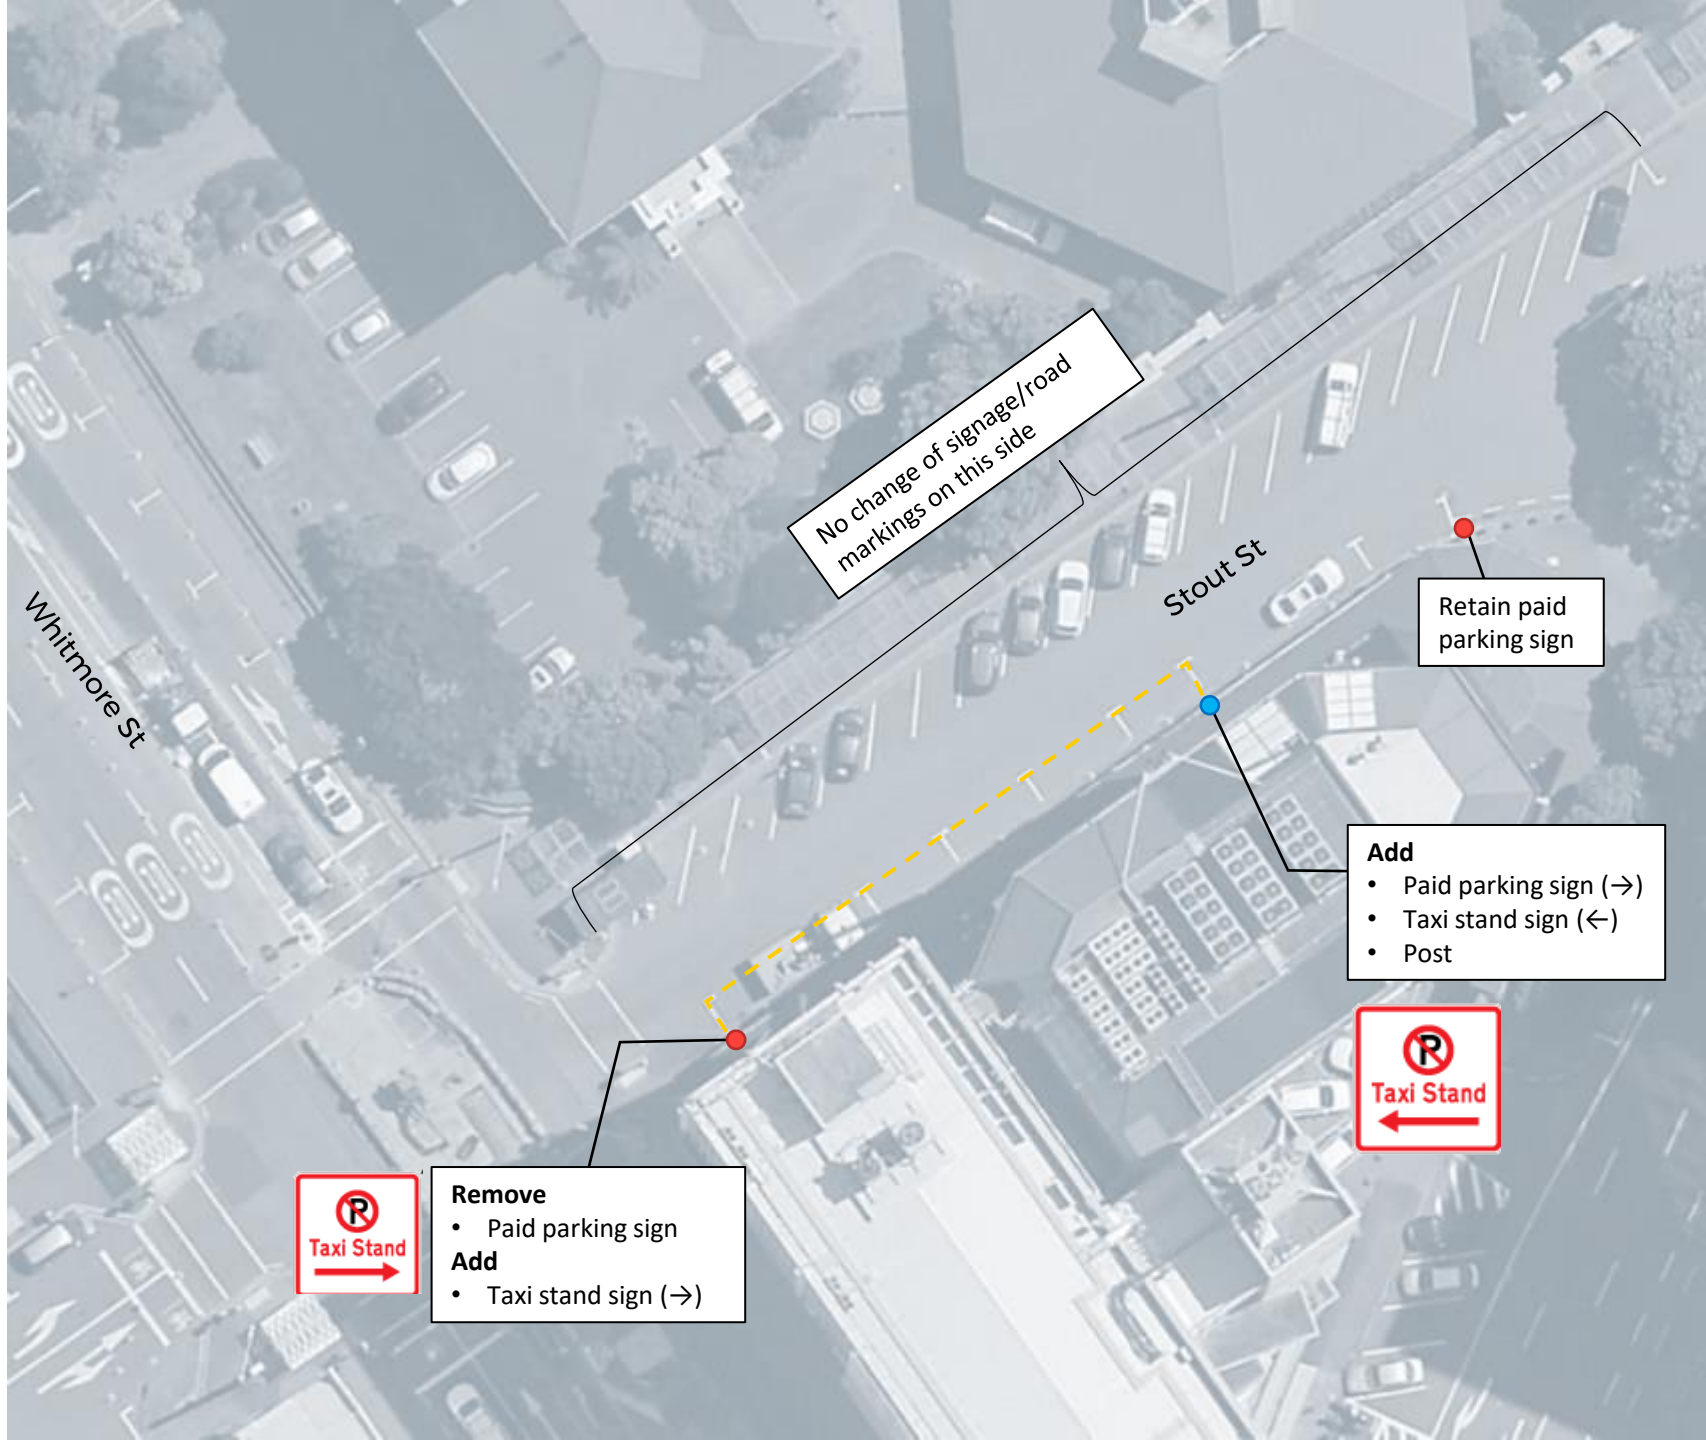 No change of signage/road
markings on this side
Stout St
Whitmore St
Retain paid
parking sign
Add
• Paid parking sign (→)
• Taxi stand sign (←)
• Post
P
Taxi Stand
P
Taxi Stand
Remove
• Paid parking sign
Add
• Taxi stand sign (→)